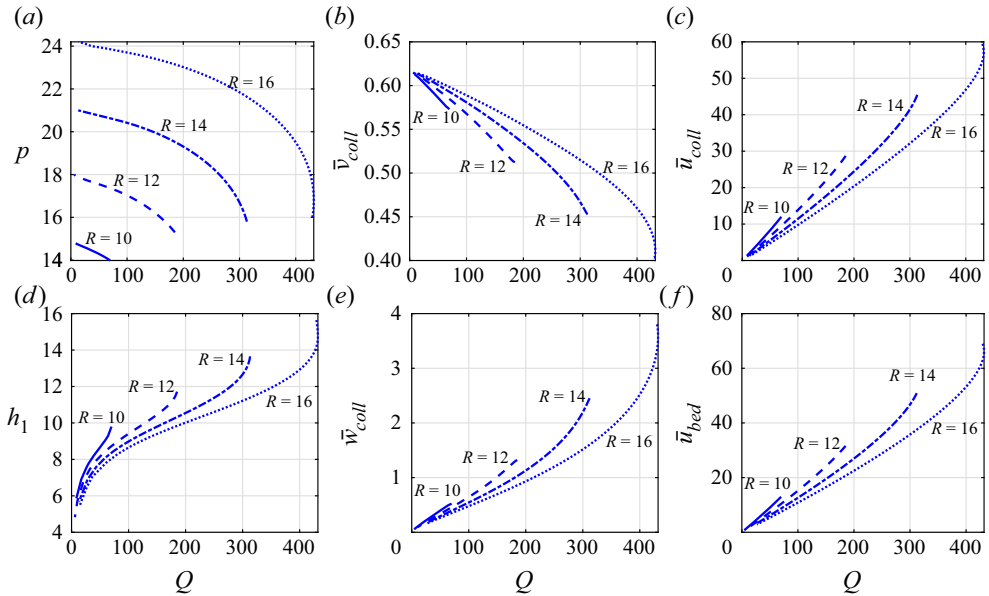 (a)
24
22
20
18
16
14
p
R = 16
R = 14
R = 12
R = 10
0
100
200
300
400
(b)
0.65
0.60
0.55
0.50
0.45
0.40
ν̄coll
R = 10
R = 12
R = 14
R = 16
0
100
200
300
400
(c)
60
50
40
30
20
10
ūcoll
R = 10
R = 12
R = 14
R = 16
0
100
200
300
400
(d)
16
14
12
10
8
6
4
h1
R = 10
R = 12
R = 14
R = 16
0
100
200
300
400
Q
(e)
4
3
2
1
w̄coll
R = 10
R = 12
R = 14
R = 16
0
100
200
300
400
Q
(f)
80
60
40
20
ūbed
R = 10
R = 12
R = 14
R = 16
0
100
200
300
400
Q